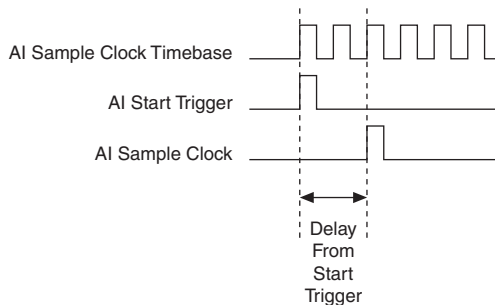 AI Sample Clock Timebase
AI Start Trigger
AI Sample Clock
Delay
From
Start
Trigger